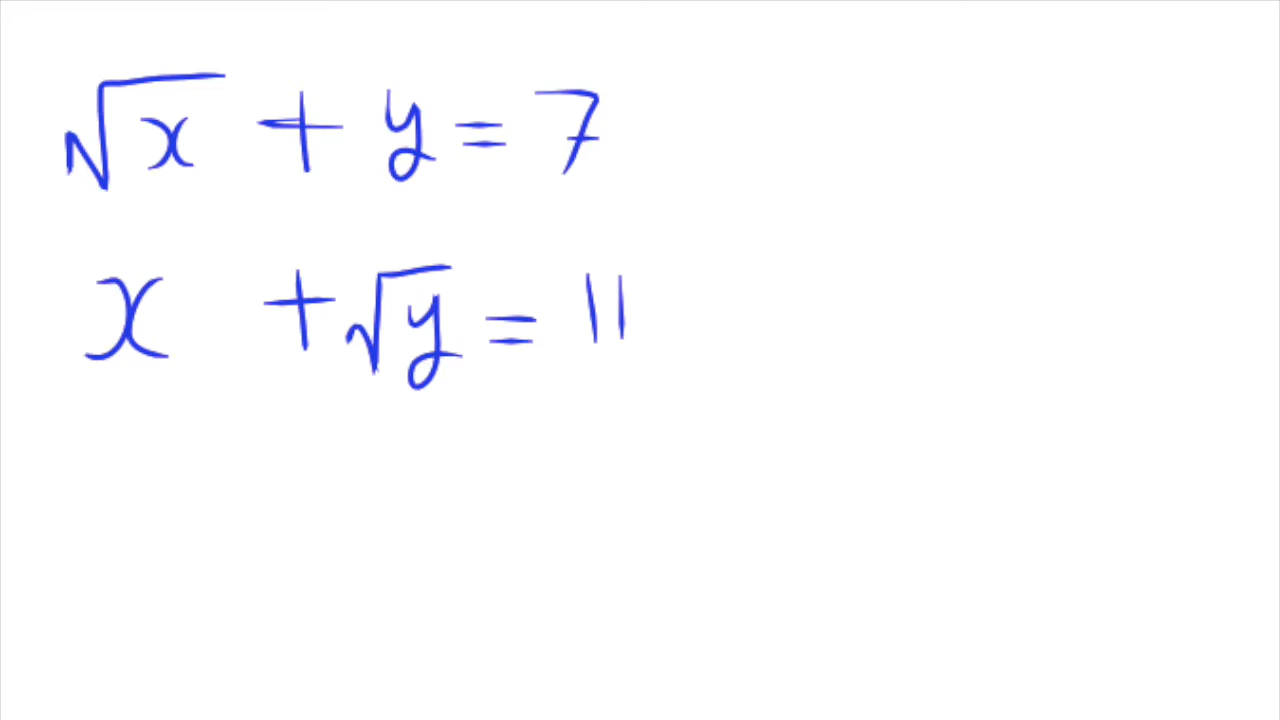 √x + y = 7
x + √y = 11